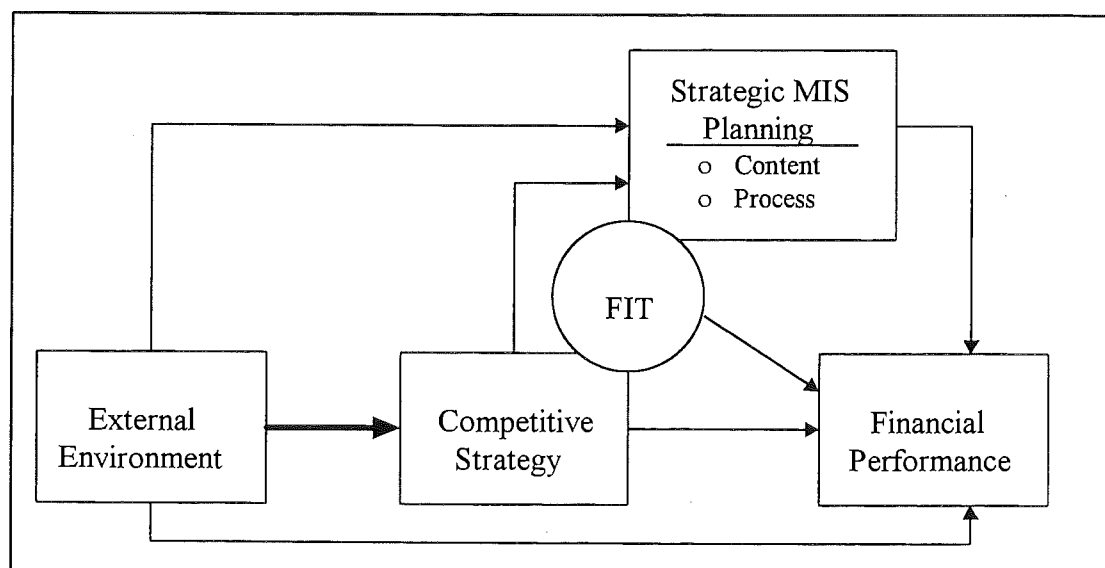 Strategic MIS
Planning
o Content
o Process
FIT
External
Environment
Competitive
Strategy
Financial
Performance